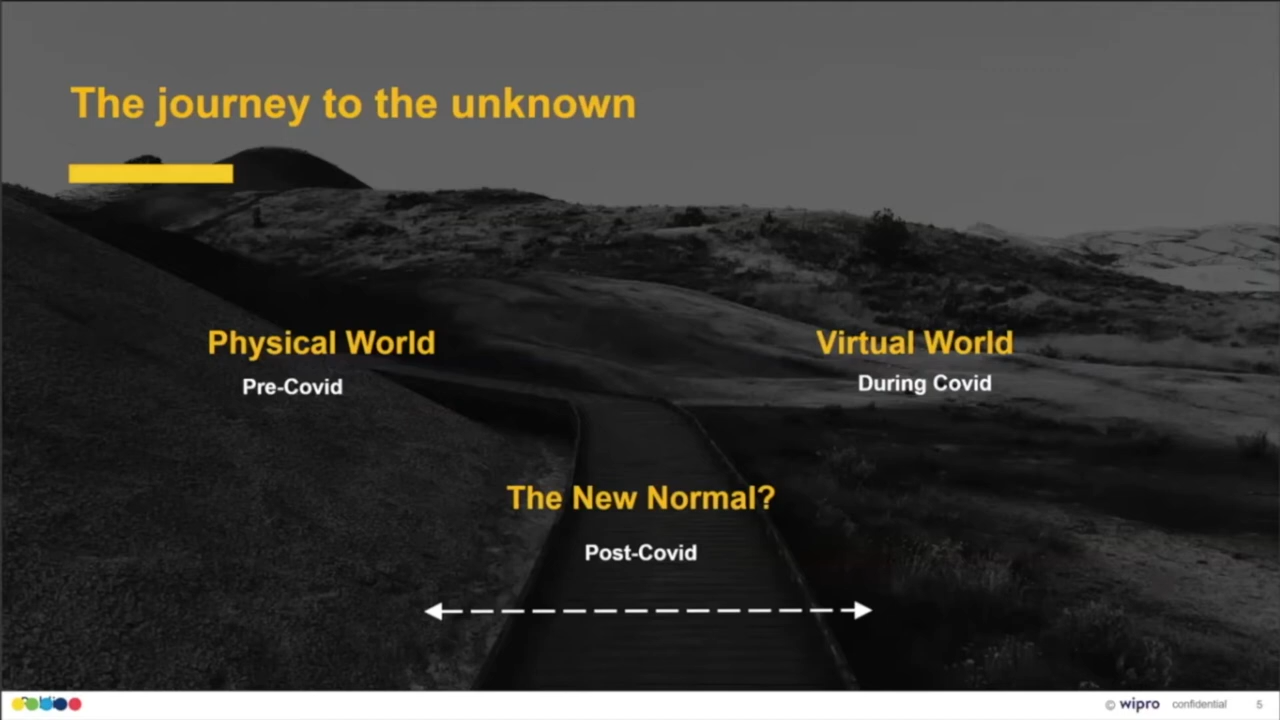 The journey to the unknown
Physical World
Pre-Covid
Virtual World
During Covid
The New Normal?
Post-Covid
© wipro confidential 5